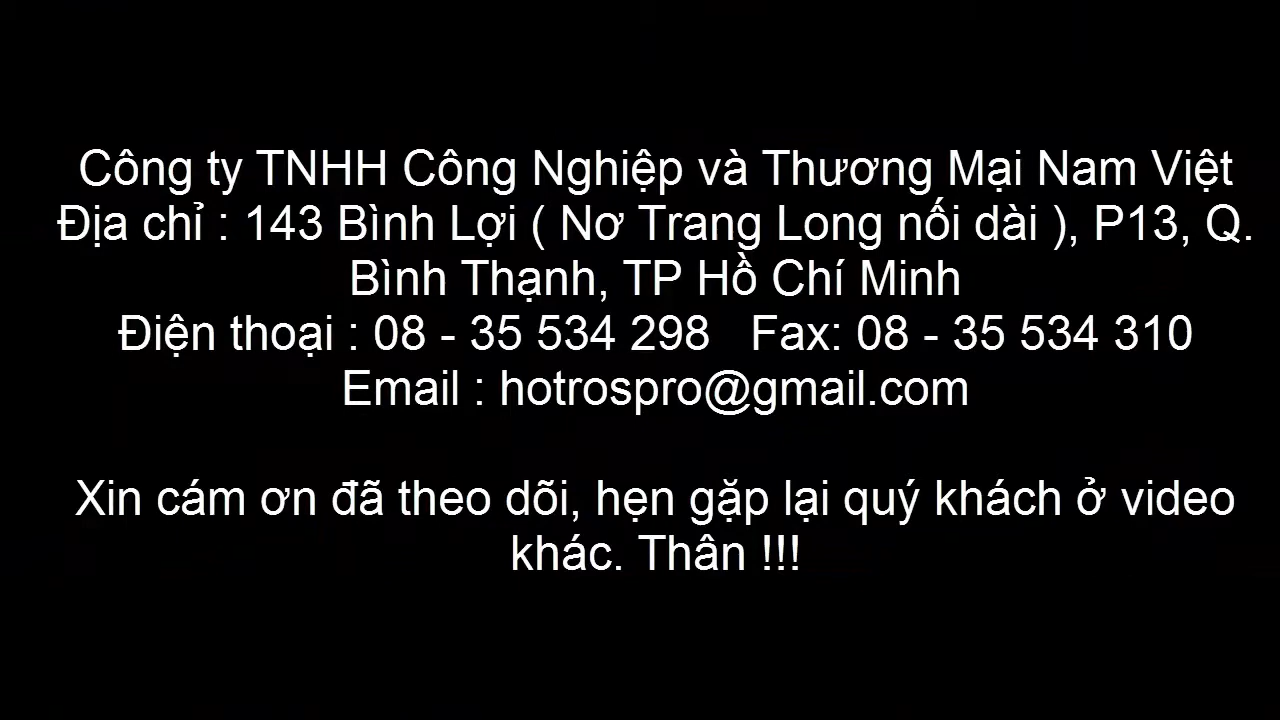 Công ty TNHH Công Nghiệp và Thương Mại Nam Việt
Địa chỉ : 143 Bình Lợi ( Nơ Trang Long nối dài ), P13, Q.
Bình Thạnh, TP Hồ Chí Minh
Điện thoại : 08 - 35 534 298   Fax: 08 - 35 534 310
Email : hotrospro@gmail.com
Xin cám ơn đã theo dõi, hẹn gặp lại quý khách ở video
khác. Thân !!!